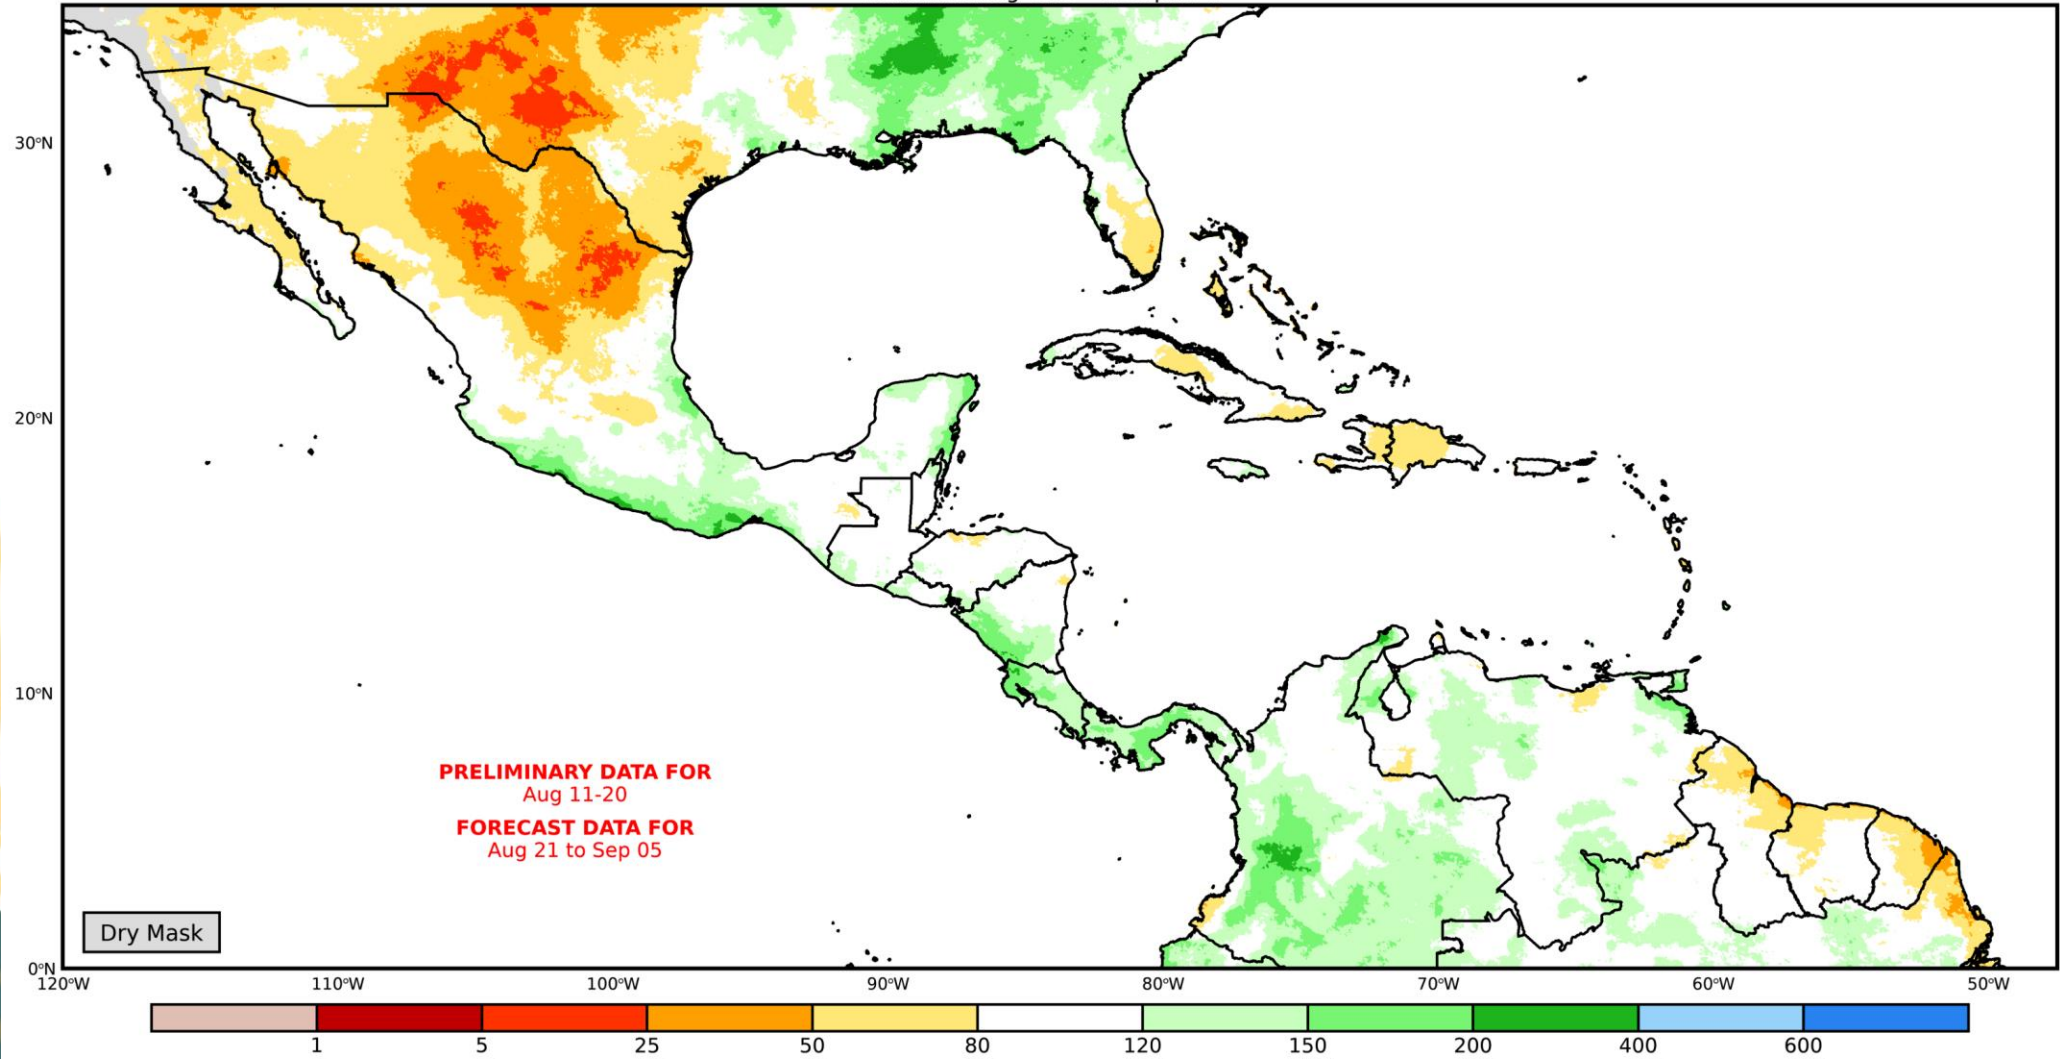 30°N
20°N
10°N
0°N
PRELIMINARY DATA FOR
Aug 11-20
FORECAST DATA FOR
Aug 21 to Sep 05
Dry Mask
120°W 110°W 100°W 90°W 80°W 70°W 60°W 50°W
1 5 25 50 80 120 150 200 400 600